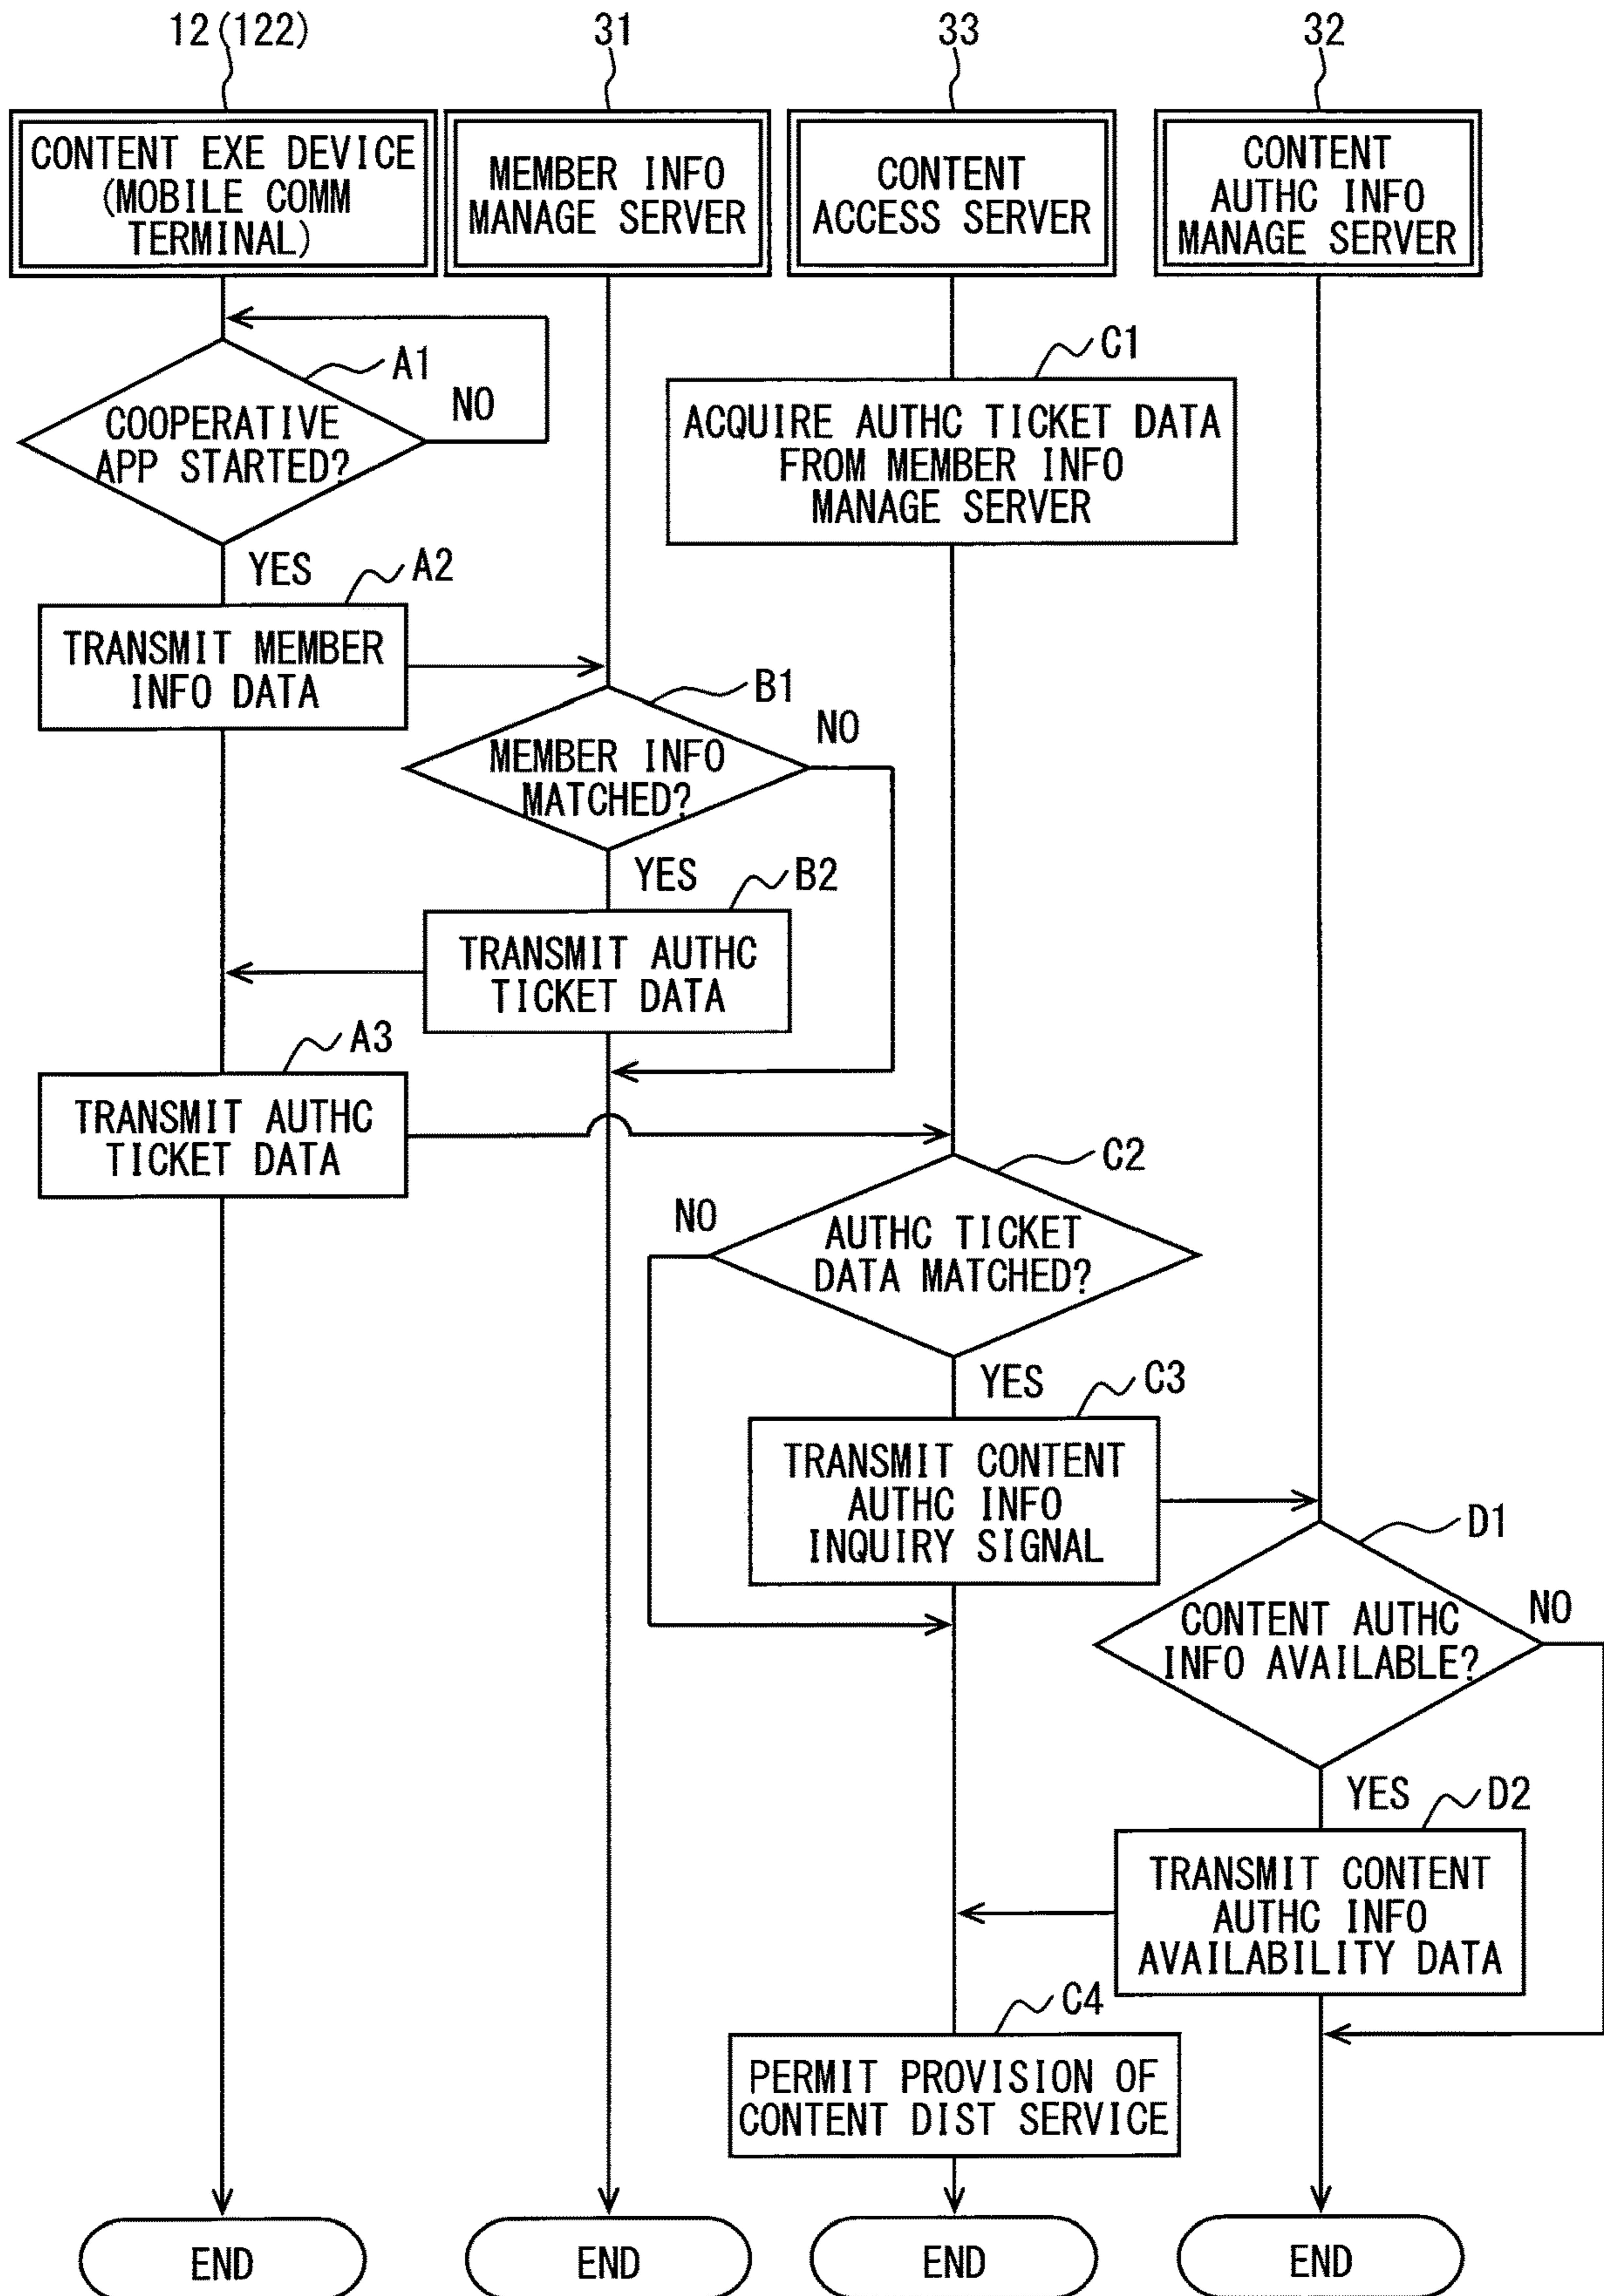 12(122)
31
33
32
CONTENT EXE DEVICE
(MOBILE COMM
TERMINAL)
MEMBER INFO
MANAGE SERVER
CONTENT
ACCESS SERVER
CONTENT
AUTHC INFO
MANAGE SERVER
A1
COOPERATIVE
APP STARTED?
NO
YES
C1
ACQUIRE AUTHC TICKET DATA
FROM MEMBER INFO
MANAGE SERVER
A2
TRANSMIT MEMBER
INFO DATA
B1
MEMBER INFO
MATCHED?
NO
YES
B2
TRANSMIT AUTHC
TICKET DATA
A3
TRANSMIT AUTHC
TICKET DATA
C2
AUTHC TICKET
DATA MATCHED?
NO
YES
C3
TRANSMIT CONTENT
AUTHC INFO
INQUIRY SIGNAL
D1
CONTENT AUTHC
INFO AVAILABLE?
NO
YES
D2
TRANSMIT CONTENT
AUTHC INFO
AVAILABILITY DATA
C4
PERMIT PROVISION OF
CONTENT DIST SERVICE
END
END
END
END